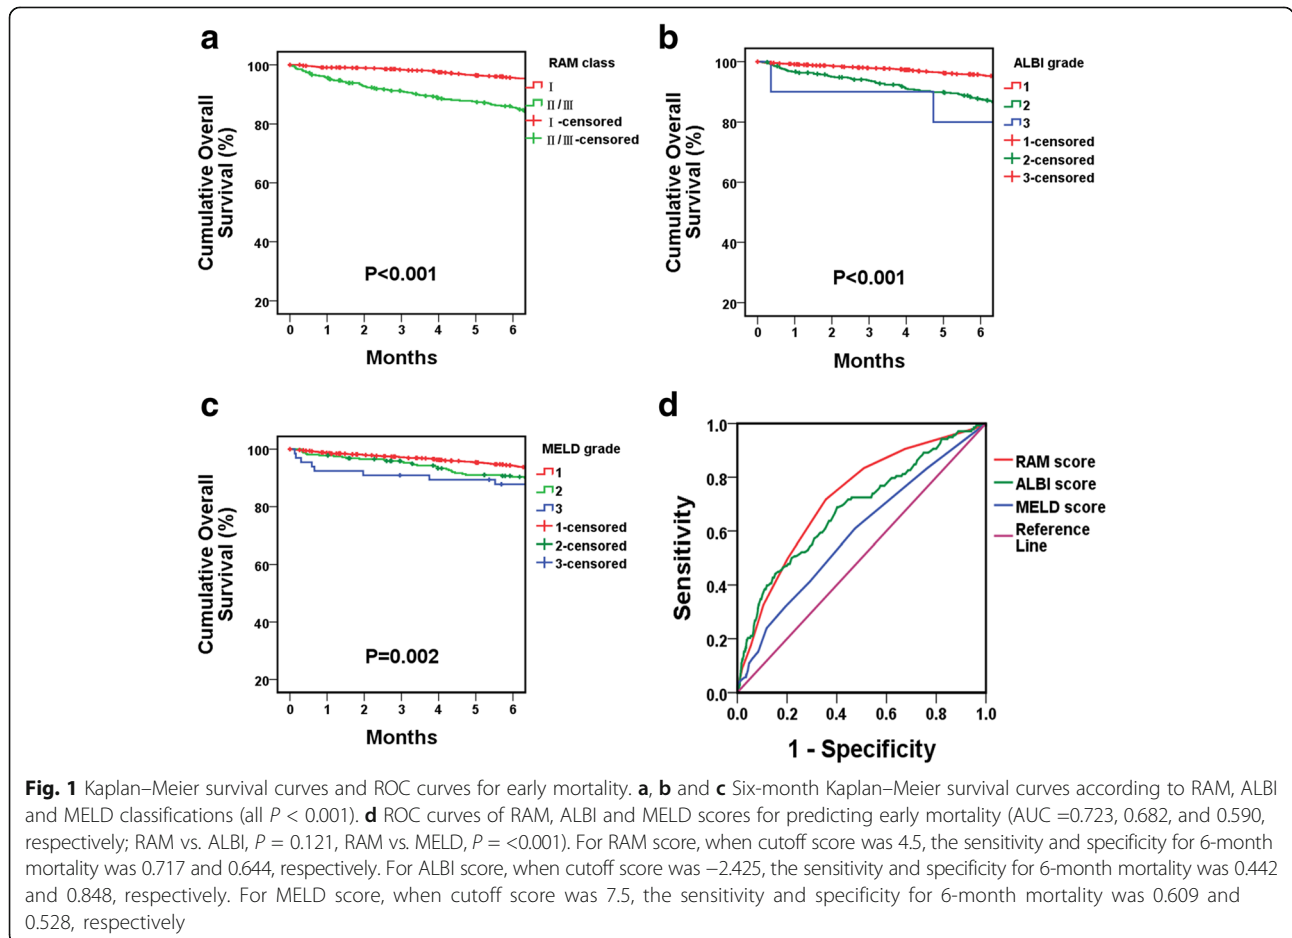 a
100
80
60
40
20
Cumulative Overall
Survival (%)
P<0.001
0 1 2 3 4 5 6
Months
RAM class
Ⅰ
Ⅱ/Ⅲ
Ⅰ-censored
Ⅱ/Ⅲ-censored
b
100
80
60
40
20
Cumulative Overall
Survival (%)
P<0.001
0 1 2 3 4 5 6
Months
ALBI grade
1
2
3
1-censored
2-censored
3-censored
c
100
80
60
40
20
Cumulative Overall
Survival (%)
P=0.002
0 1 2 3 4 5 6
Months
MELD grade
1
2
3
1-censored
2-censored
3-censored
d
1.0
0.8
0.6
0.4
0.2
0.0
Sensitivity
0.0 0.2 0.4 0.6 0.8 1.0
1 - Specificity
RAM score
ALBI score
MELD score
Reference
Line
Fig. 1 Kaplan–Meier survival curves and ROC curves for early mortality. a, b and c Six-month Kaplan–Meier survival curves according to RAM, ALBI
and MELD classifications (all P < 0.001). d ROC curves of RAM, ALBI and MELD scores for predicting early mortality (AUC =0.723, 0.682, and 0.590,
respectively; RAM vs. ALBI, P = 0.121, RAM vs. MELD, P = <0.001). For RAM score, when cutoff score was 4.5, the sensitivity and specificity for 6-month
mortality was 0.717 and 0.644, respectively. For ALBI score, when cutoff score was −2.425, the sensitivity and specificity for 6-month mortality was 0.442
and 0.848, respectively. For MELD score, when cutoff score was 7.5, the sensitivity and specificity for 6-month mortality was 0.609 and
0.528, respectively